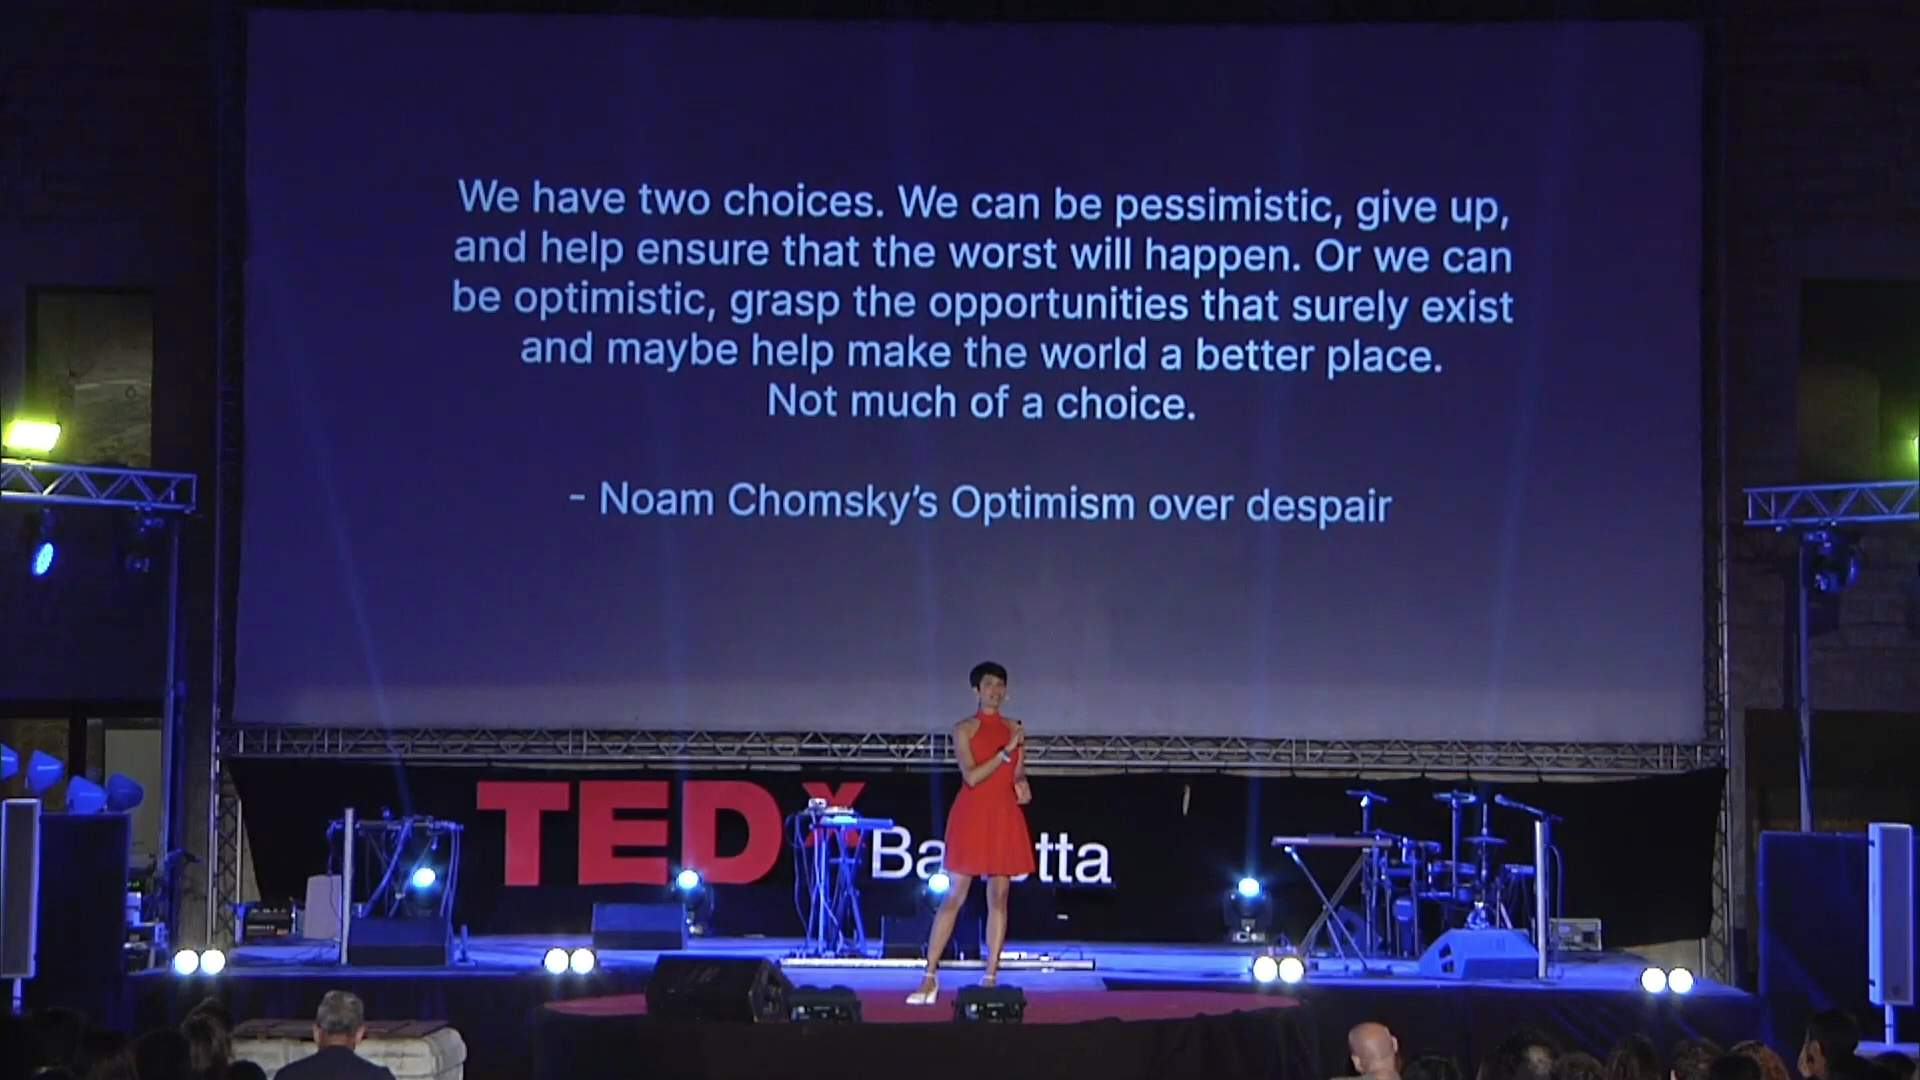 We have two choices. We can be pessimistic, give up,
and help ensure that the worst will happen. Or we can
be optimistic, grasp the opportunities that surely exist
and maybe help make the world a better place.
Not much of a choice.
- Noam Chomsky's Optimism over despair
TEDx